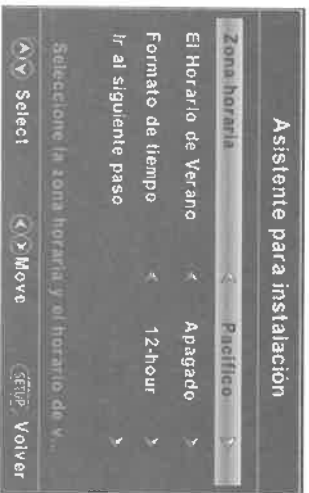 Asistente para instalación
Zona horaria Pacífico
El Horario de Verano Apagado
Formato de tiempo 12-hour
Ir al siguiente paso
Seleccione la zona horaria y el horario de v...
Select Move SETUP Volver